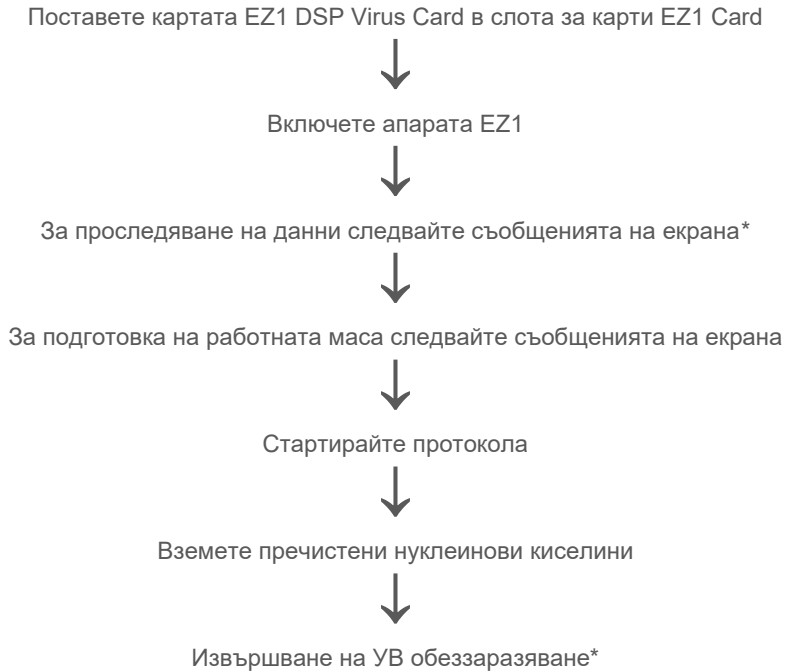 Поставете картата EZ1 DSP Virus Card в слота за карти EZ1 Card
Включете апарата EZ1
За проследяване на данни следвайте съобщенията на екрана*
За подготовка на работната маса следвайте съобщенията на екрана
Стартирайте протокола
Вземете пречистени нуклеинови киселини
Извършване на УВ обеззаразяване*